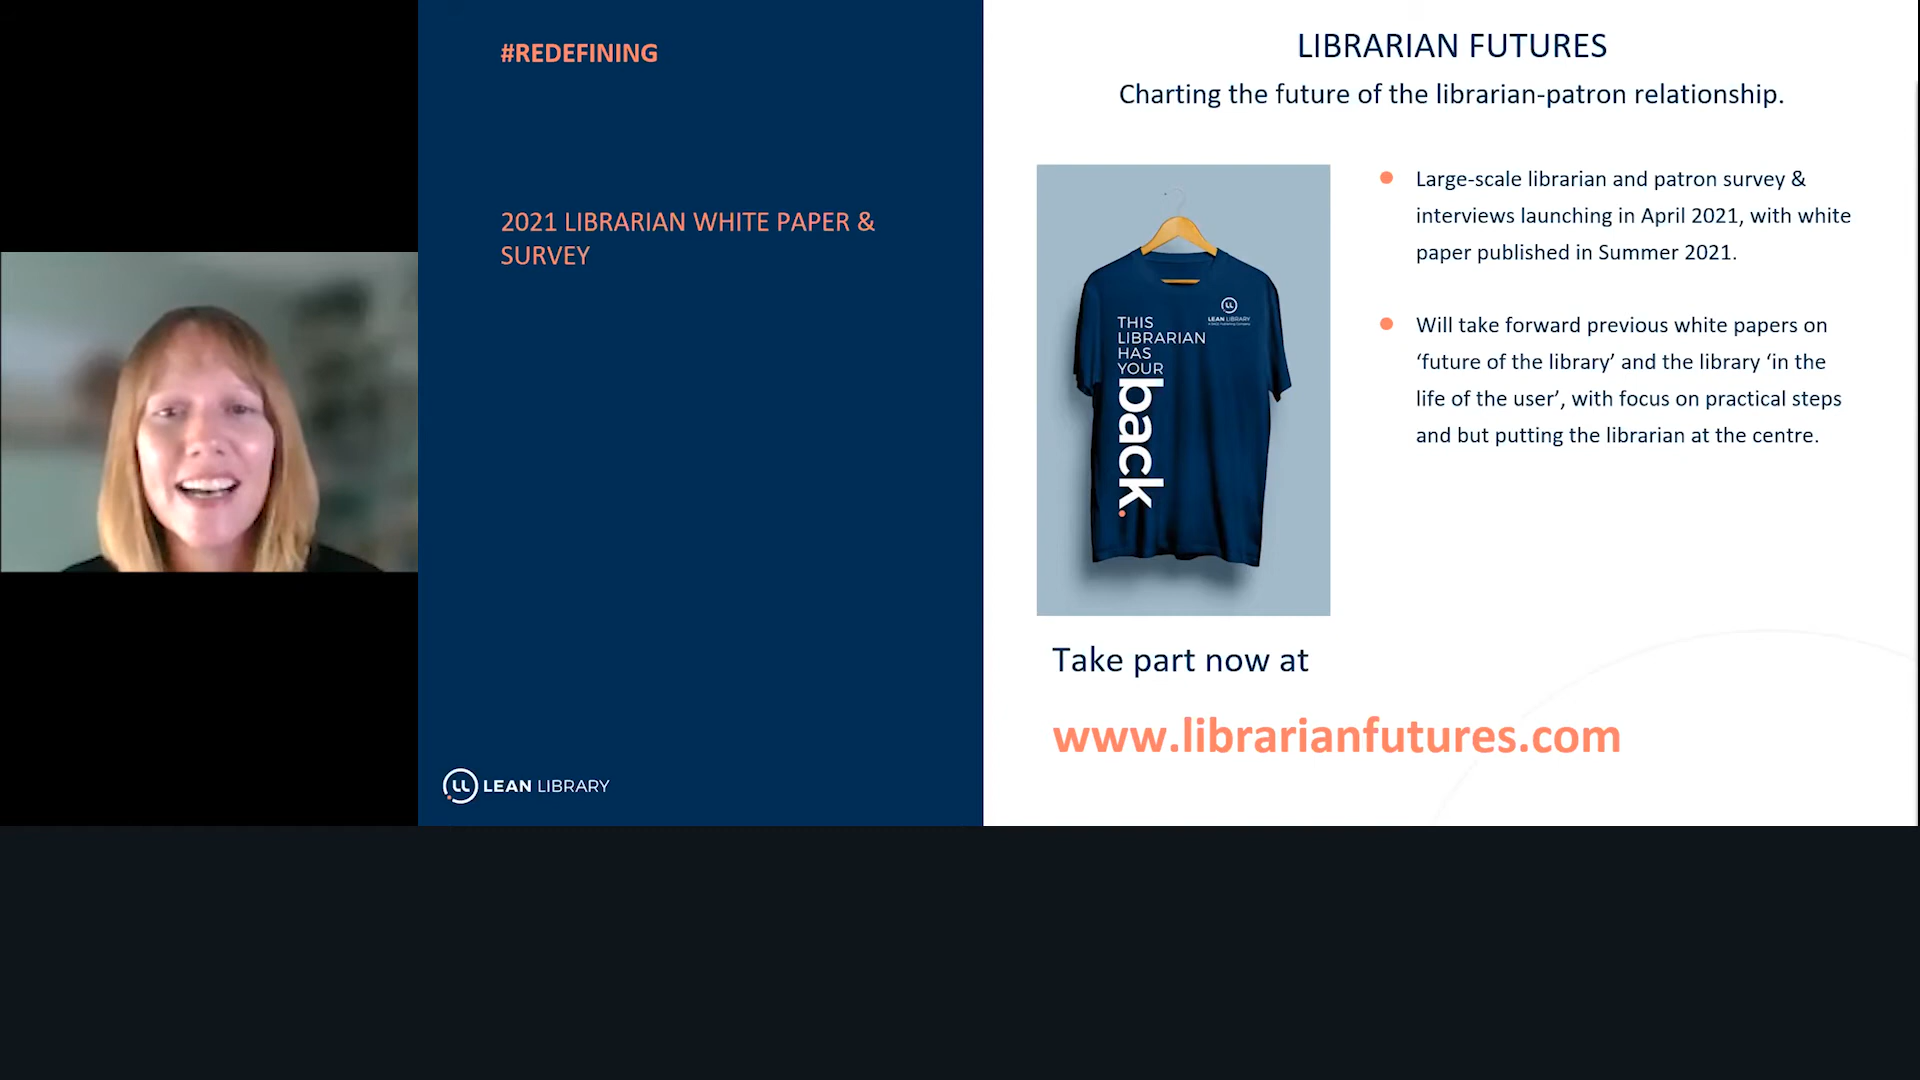 #REDEFINING
2021 LIBRARIAN WHITE PAPER &
SURVEY
LEAN LIBRARY
LIBRARIAN FUTURES
Charting the future of the librarian-patron relationship.
LEAN LIBRARY
THIS
LIBRARIAN
HAS
YOUR
back.
Large-scale librarian and patron survey &
interviews launching in April 2021, with white
paper published in Summer 2021.
Will take forward previous white papers on
‘future of the library’ and the library ‘in the
life of the user’, with focus on practical steps
and but putting the librarian at the centre.
Take part now at
www.librarianfutures.com